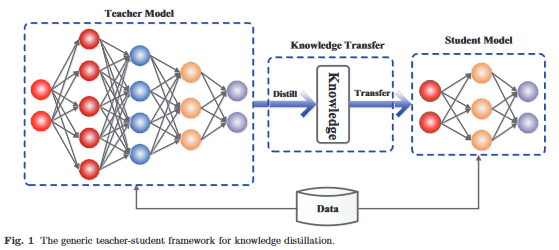 Teacher Model
Knowledge Transfer
Student Model
Distill
Knowledge
Transfer
Data
Fig. 1 The generic teacher-student framework for knowledge distillation.